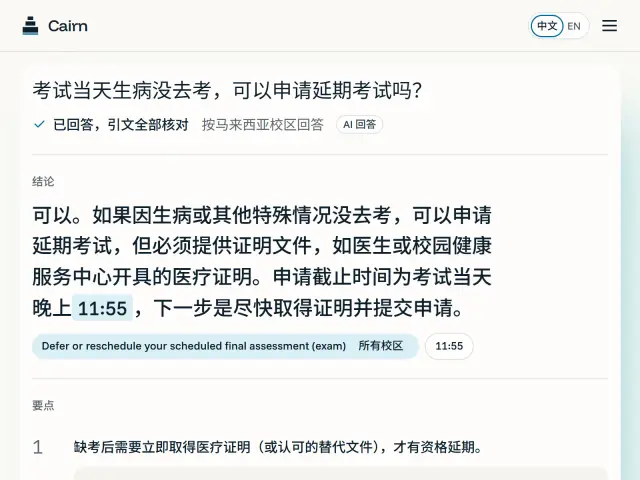 Cairn
中文 EN
考试当天生病没去考，可以申请延期考试吗？
已回答，引文全部核对 按马来西亚校区回答 AI 回答
结论
可以。如果因生病或其他特殊情况没去考，可以申请
延期考试，但必须提供证明文件，如医生或校园健康
服务中心开具的医疗证明。申请截止时间为考试当天
晚上 11:55 ，下一步是尽快取得证明并提交申请。
Defer or reschedule your scheduled final assessment (exam) 所有校区 11:55
要点
1 缺考后需要立即取得医疗证明（或认可的替代文件），才有资格延期。